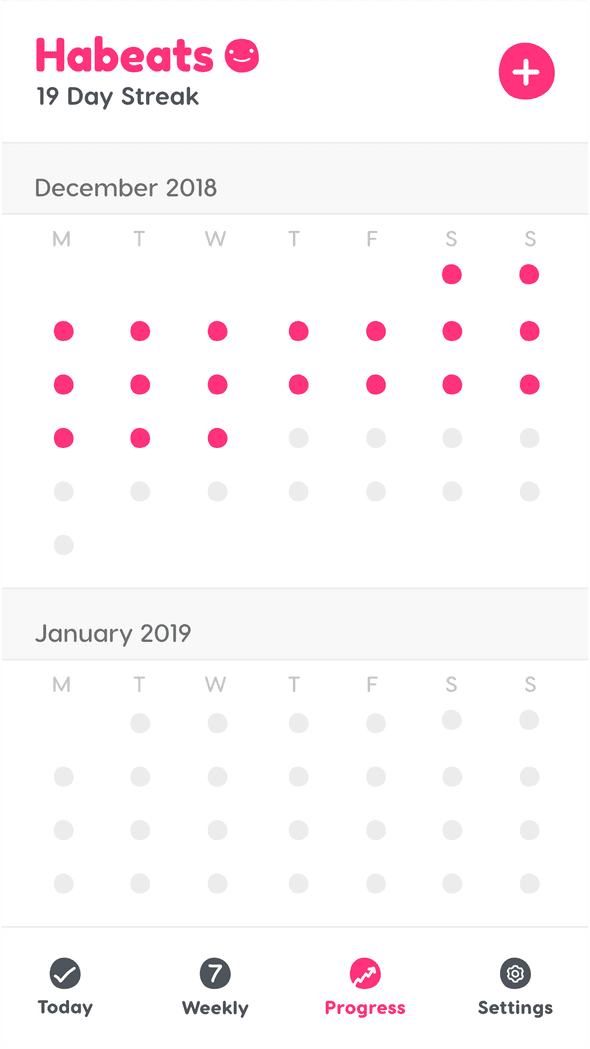 Habeats
19 Day Streak
December 2018
M T W T F S S
January 2019
M T W T F S S
7
Today Weekly Progress Settings